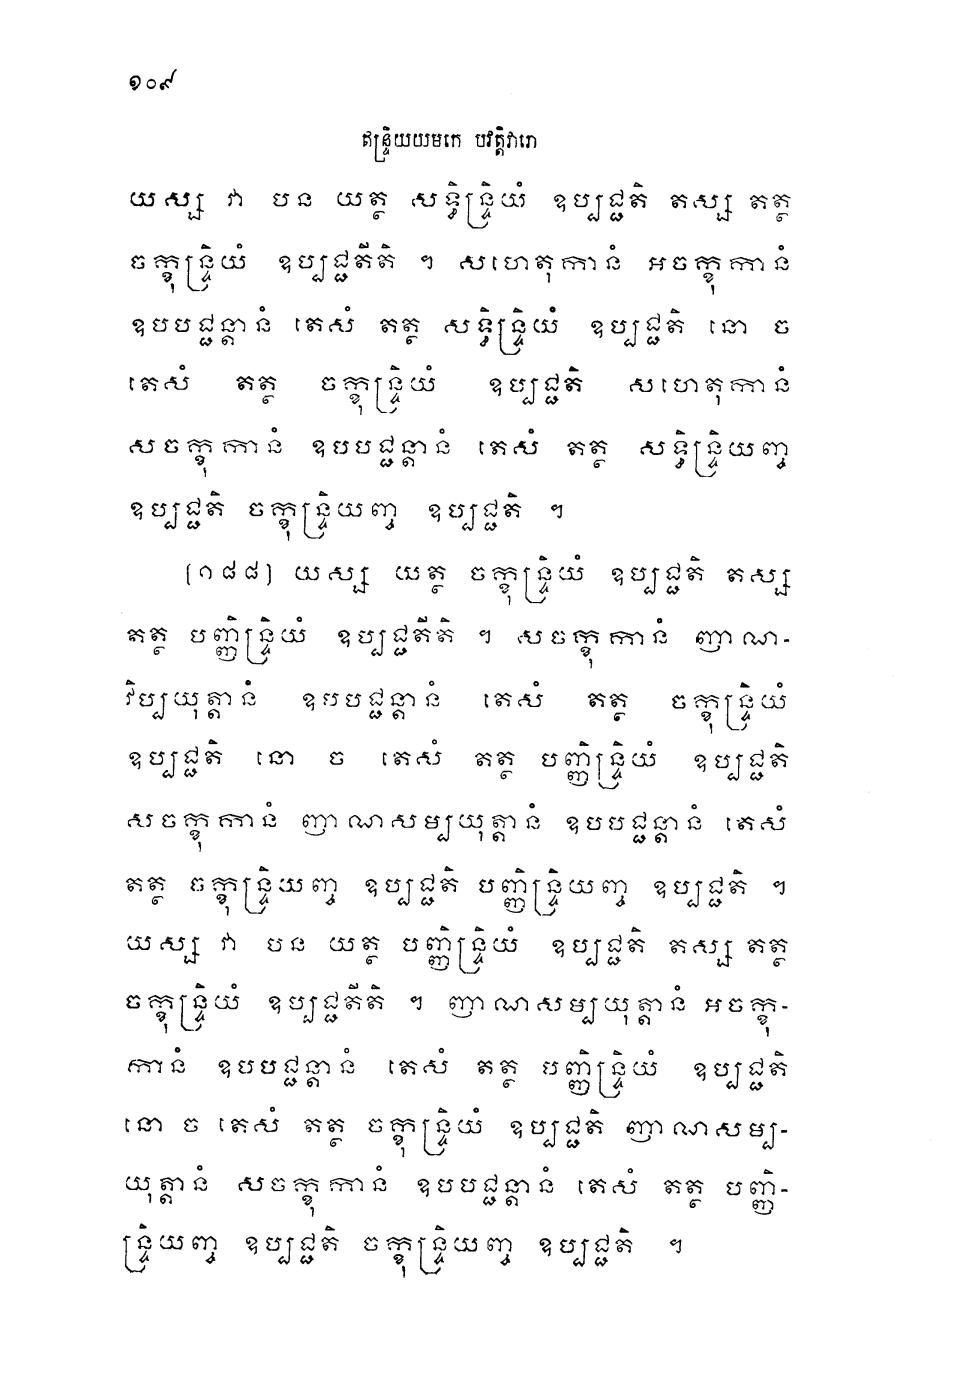 ១០៩
ឥន្ទ្រិយយមកេ បវត្តិវារោ
យស្ស វា បន យត្ថ សទ្ធិន្ទ្រិយំ ឧប្បជ្ជតិ តស្ស តត្ថ
ចក្ខុន្ទ្រិយំ ឧប្បជ្ជតីតិ ។ សហេតុកានំ អចក្ខុកានំ
ឧបបជ្ជន្តានំ តេសំ តត្ថ សទ្ធិន្ទ្រិយំ ឧប្បជ្ជតិ នោ ច
តេសំ តត្ថ ចក្ខុន្ទ្រិយំ ឧប្បជ្ជតិ សហេតុកានំ
សចក្ខុកានំ ឧបបជ្ជន្តានំ តេសំ តត្ថ សទ្ធិន្ទ្រិយញ្ច
ឧប្បជ្ជតិ ចក្ខុន្ទ្រិយញ្ច ឧប្បជ្ជតិ ។
[១៨៨] យស្ស យត្ថ ចក្ខុន្ទ្រិយំ ឧប្បជ្ជតិ តស្ស
តត្ថ បញ្ញិន្ទ្រិយំ ឧប្បជ្ជតីតិ ។ សចក្ខុកានំ ញាណ-
វិប្បយុត្តានំ ឧបបជ្ជន្តានំ តេសំ តត្ថ ចក្ខុន្ទ្រិយំ
ឧប្បជ្ជតិ នោ ច តេសំ តត្ថ បញ្ញិន្ទ្រិយំ ឧប្បជ្ជតិ
សចក្ខុកានំ ញាណសម្បយុត្តានំ ឧបបជ្ជន្តានំ តេសំ
តត្ថ ចក្ខុន្ទ្រិយញ្ច ឧប្បជ្ជតិ បញ្ញិន្ទ្រិយញ្ច ឧប្បជ្ជតិ ។
យស្ស វា បន យត្ថ បញ្ញិន្ទ្រិយំ ឧប្បជ្ជតិ តស្ស តត្ថ
ចក្ខុន្ទ្រិយំ ឧប្បជ្ជតីតិ ។ ញាណសម្បយុត្តានំ អចក្ខុ-
កានំ ឧបបជ្ជន្តានំ តេសំ តត្ថ បញ្ញិន្ទ្រិយំ ឧប្បជ្ជតិ
នោ ច តេសំ តត្ថ ចក្ខុន្ទ្រិយំ ឧប្បជ្ជតិ ញាណសម្ប-
យុត្តានំ សចក្ខុកានំ ឧបបជ្ជន្តានំ តេសំ តត្ថ បញ្ញិ-
ន្ទ្រិយញ្ច ឧប្បជ្ជតិ ចក្ខុន្ទ្រិយញ្ច ឧប្បជ្ជតិ ។